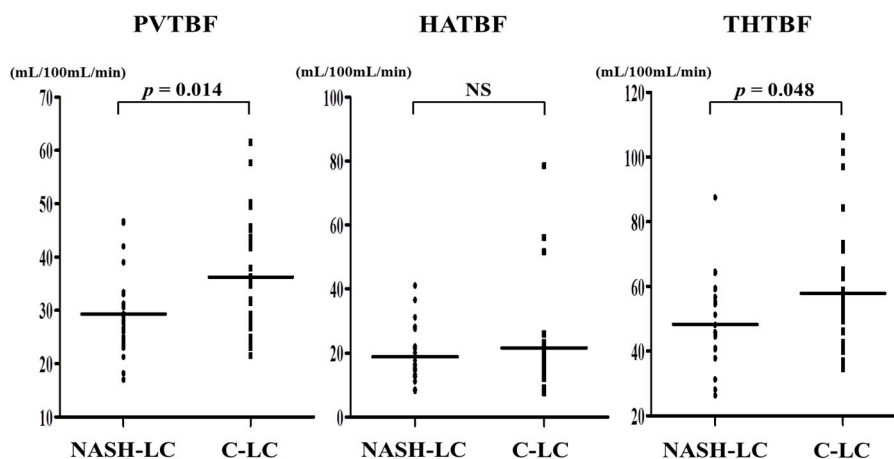 PVTBF
HATBF
THTBF
(mL/100mL/min)
(mL/100mL/min)
(mL/100mL/min)
p = 0.014
NS
p = 0.048
70
60
50
40
30
20
10
100
80
60
40
20
0
120
100
80
60
40
20
NASH-LC
C-LC
NASH-LC
C-LC
NASH-LC
C-LC